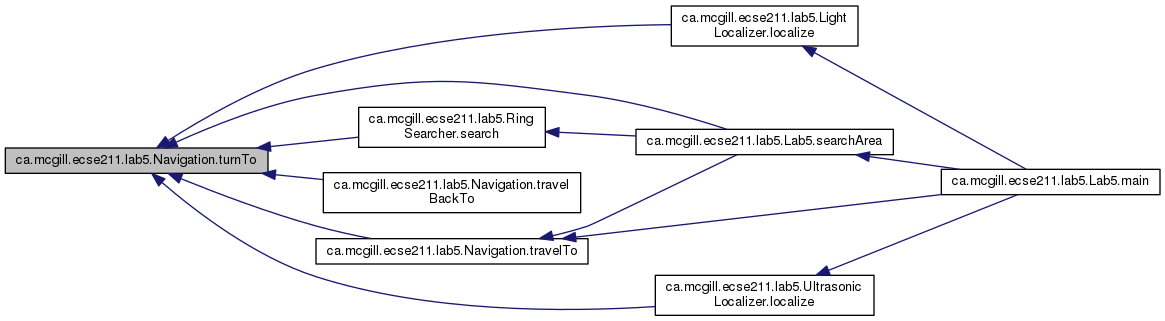 ca.mcgill.ecse211.lab5.Light
Localizer.localize
ca.mcgill.ecse211.lab5.Ring
Searcher.search
ca.mcgill.ecse211.lab5.Lab5.searchArea
ca.mcgill.ecse211.lab5.Navigation.turnTo
ca.mcgill.ecse211.lab5.Navigation.travel
BackTo
ca.mcgill.ecse211.lab5.Lab5.main
ca.mcgill.ecse211.lab5.Navigation.travelTo
ca.mcgill.ecse211.lab5.Ultrasonic
Localizer.localize